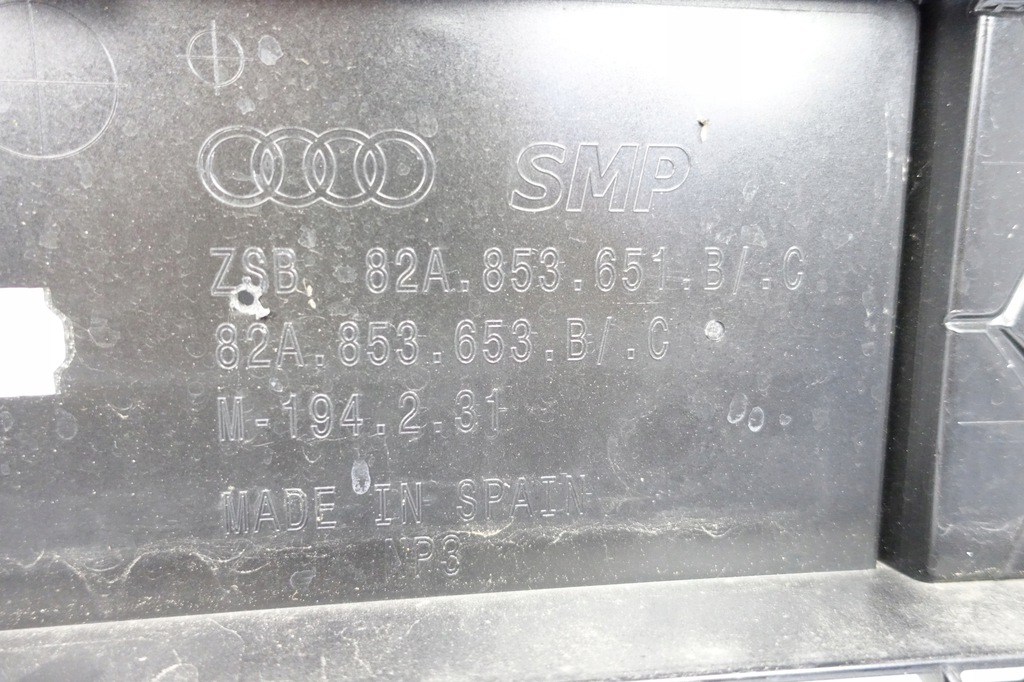 SMP
ZSB 82A.853.651.B/.C
82A.853.653.B/.C
M-194.2.31
MADE IN SPAIN